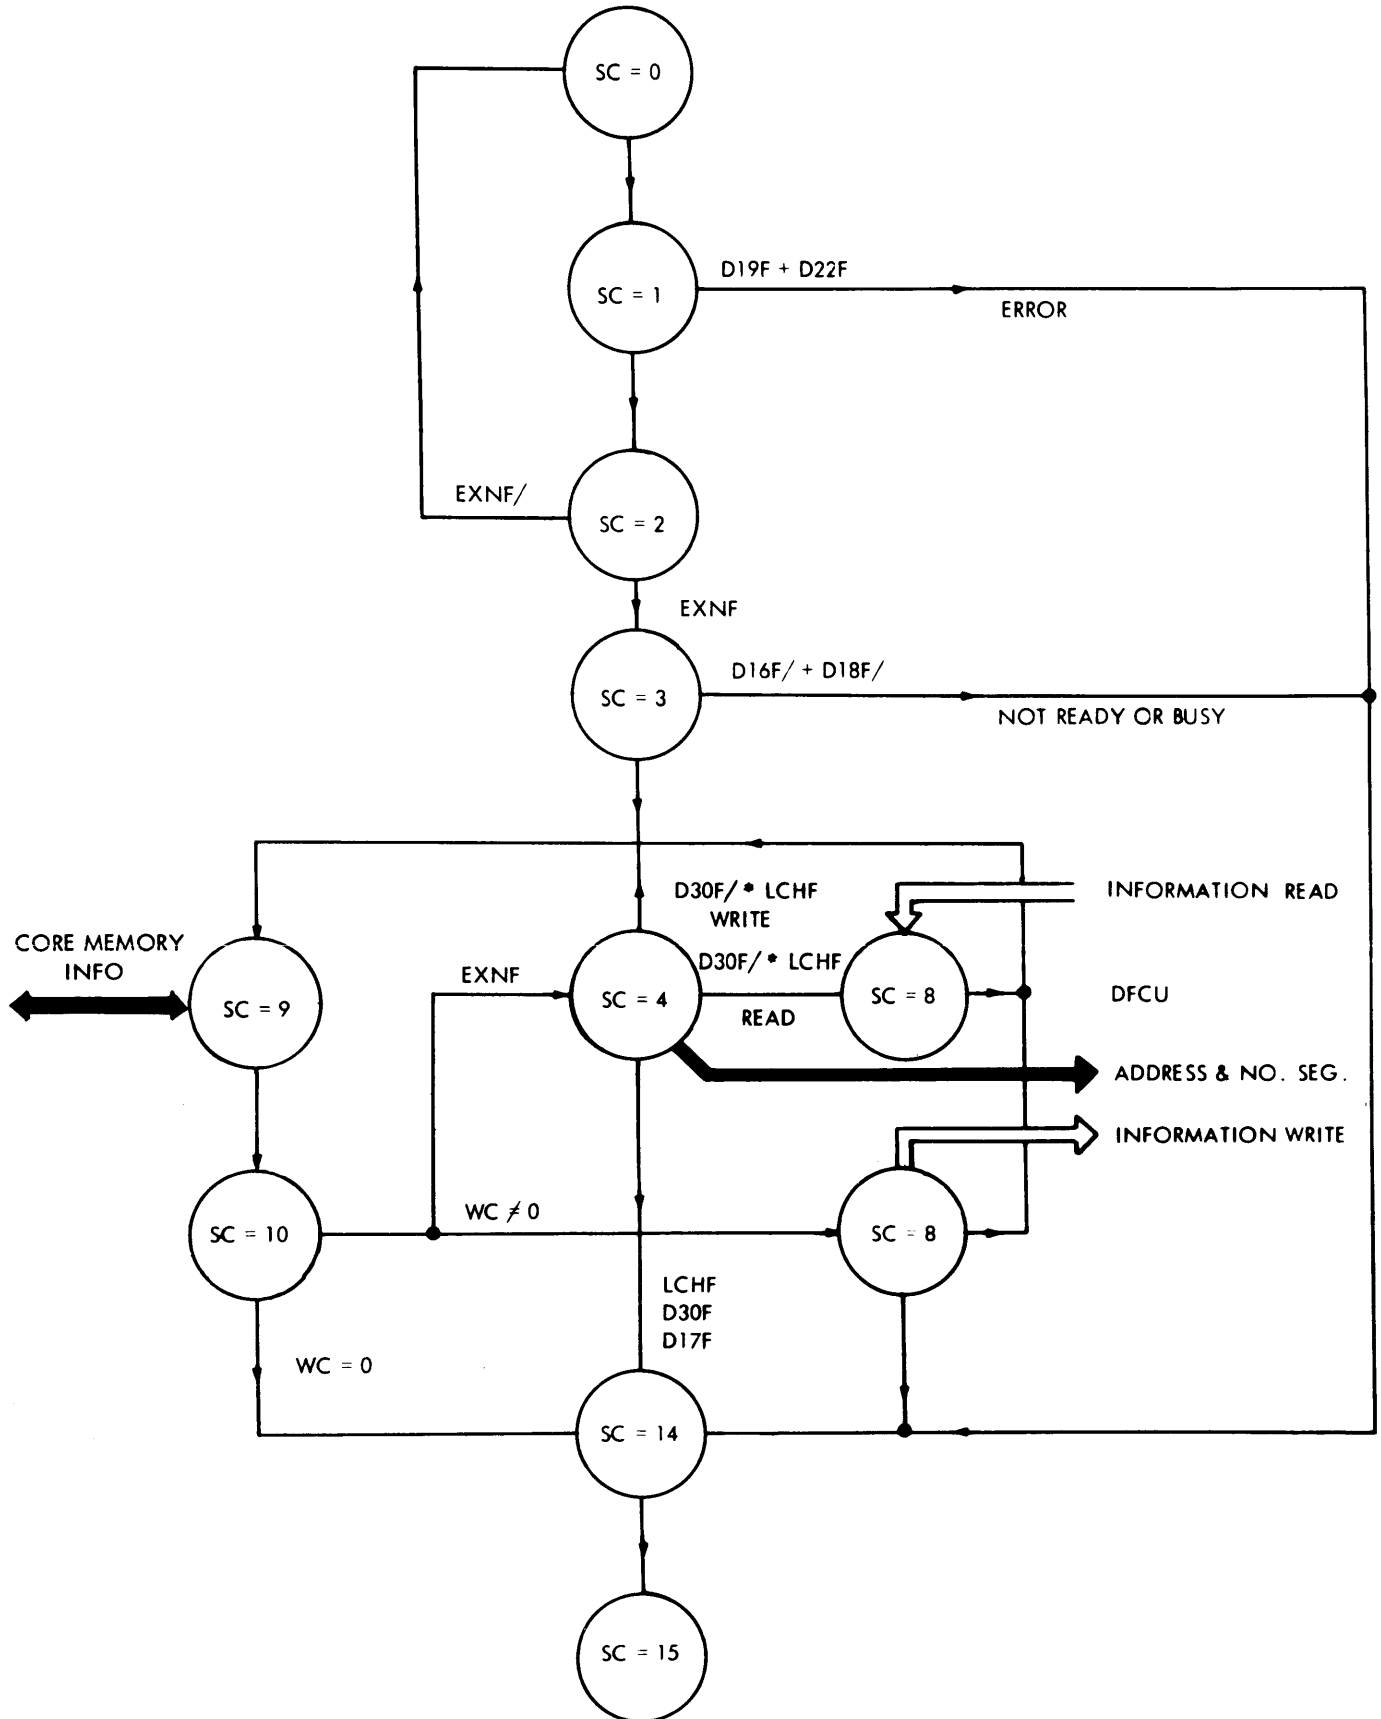 SC = 0
SC = 1
D19F + D22F
ERROR
SC = 2
EXNF/
EXNF
SC = 3
D16F/ + D18F/
NOT READY OR BUSY
D30F/ * LCHF
WRITE
INFORMATION READ
CORE MEMORY
INFO
SC = 9
EXNF
SC = 4
D30F/ * LCHF
READ
SC = 8
DFCU
ADDRESS & NO. SEG.
INFORMATION WRITE
SC = 10
WC ≠ 0
SC = 8
LCHF
D30F
D17F
WC = 0
SC = 14
SC = 15